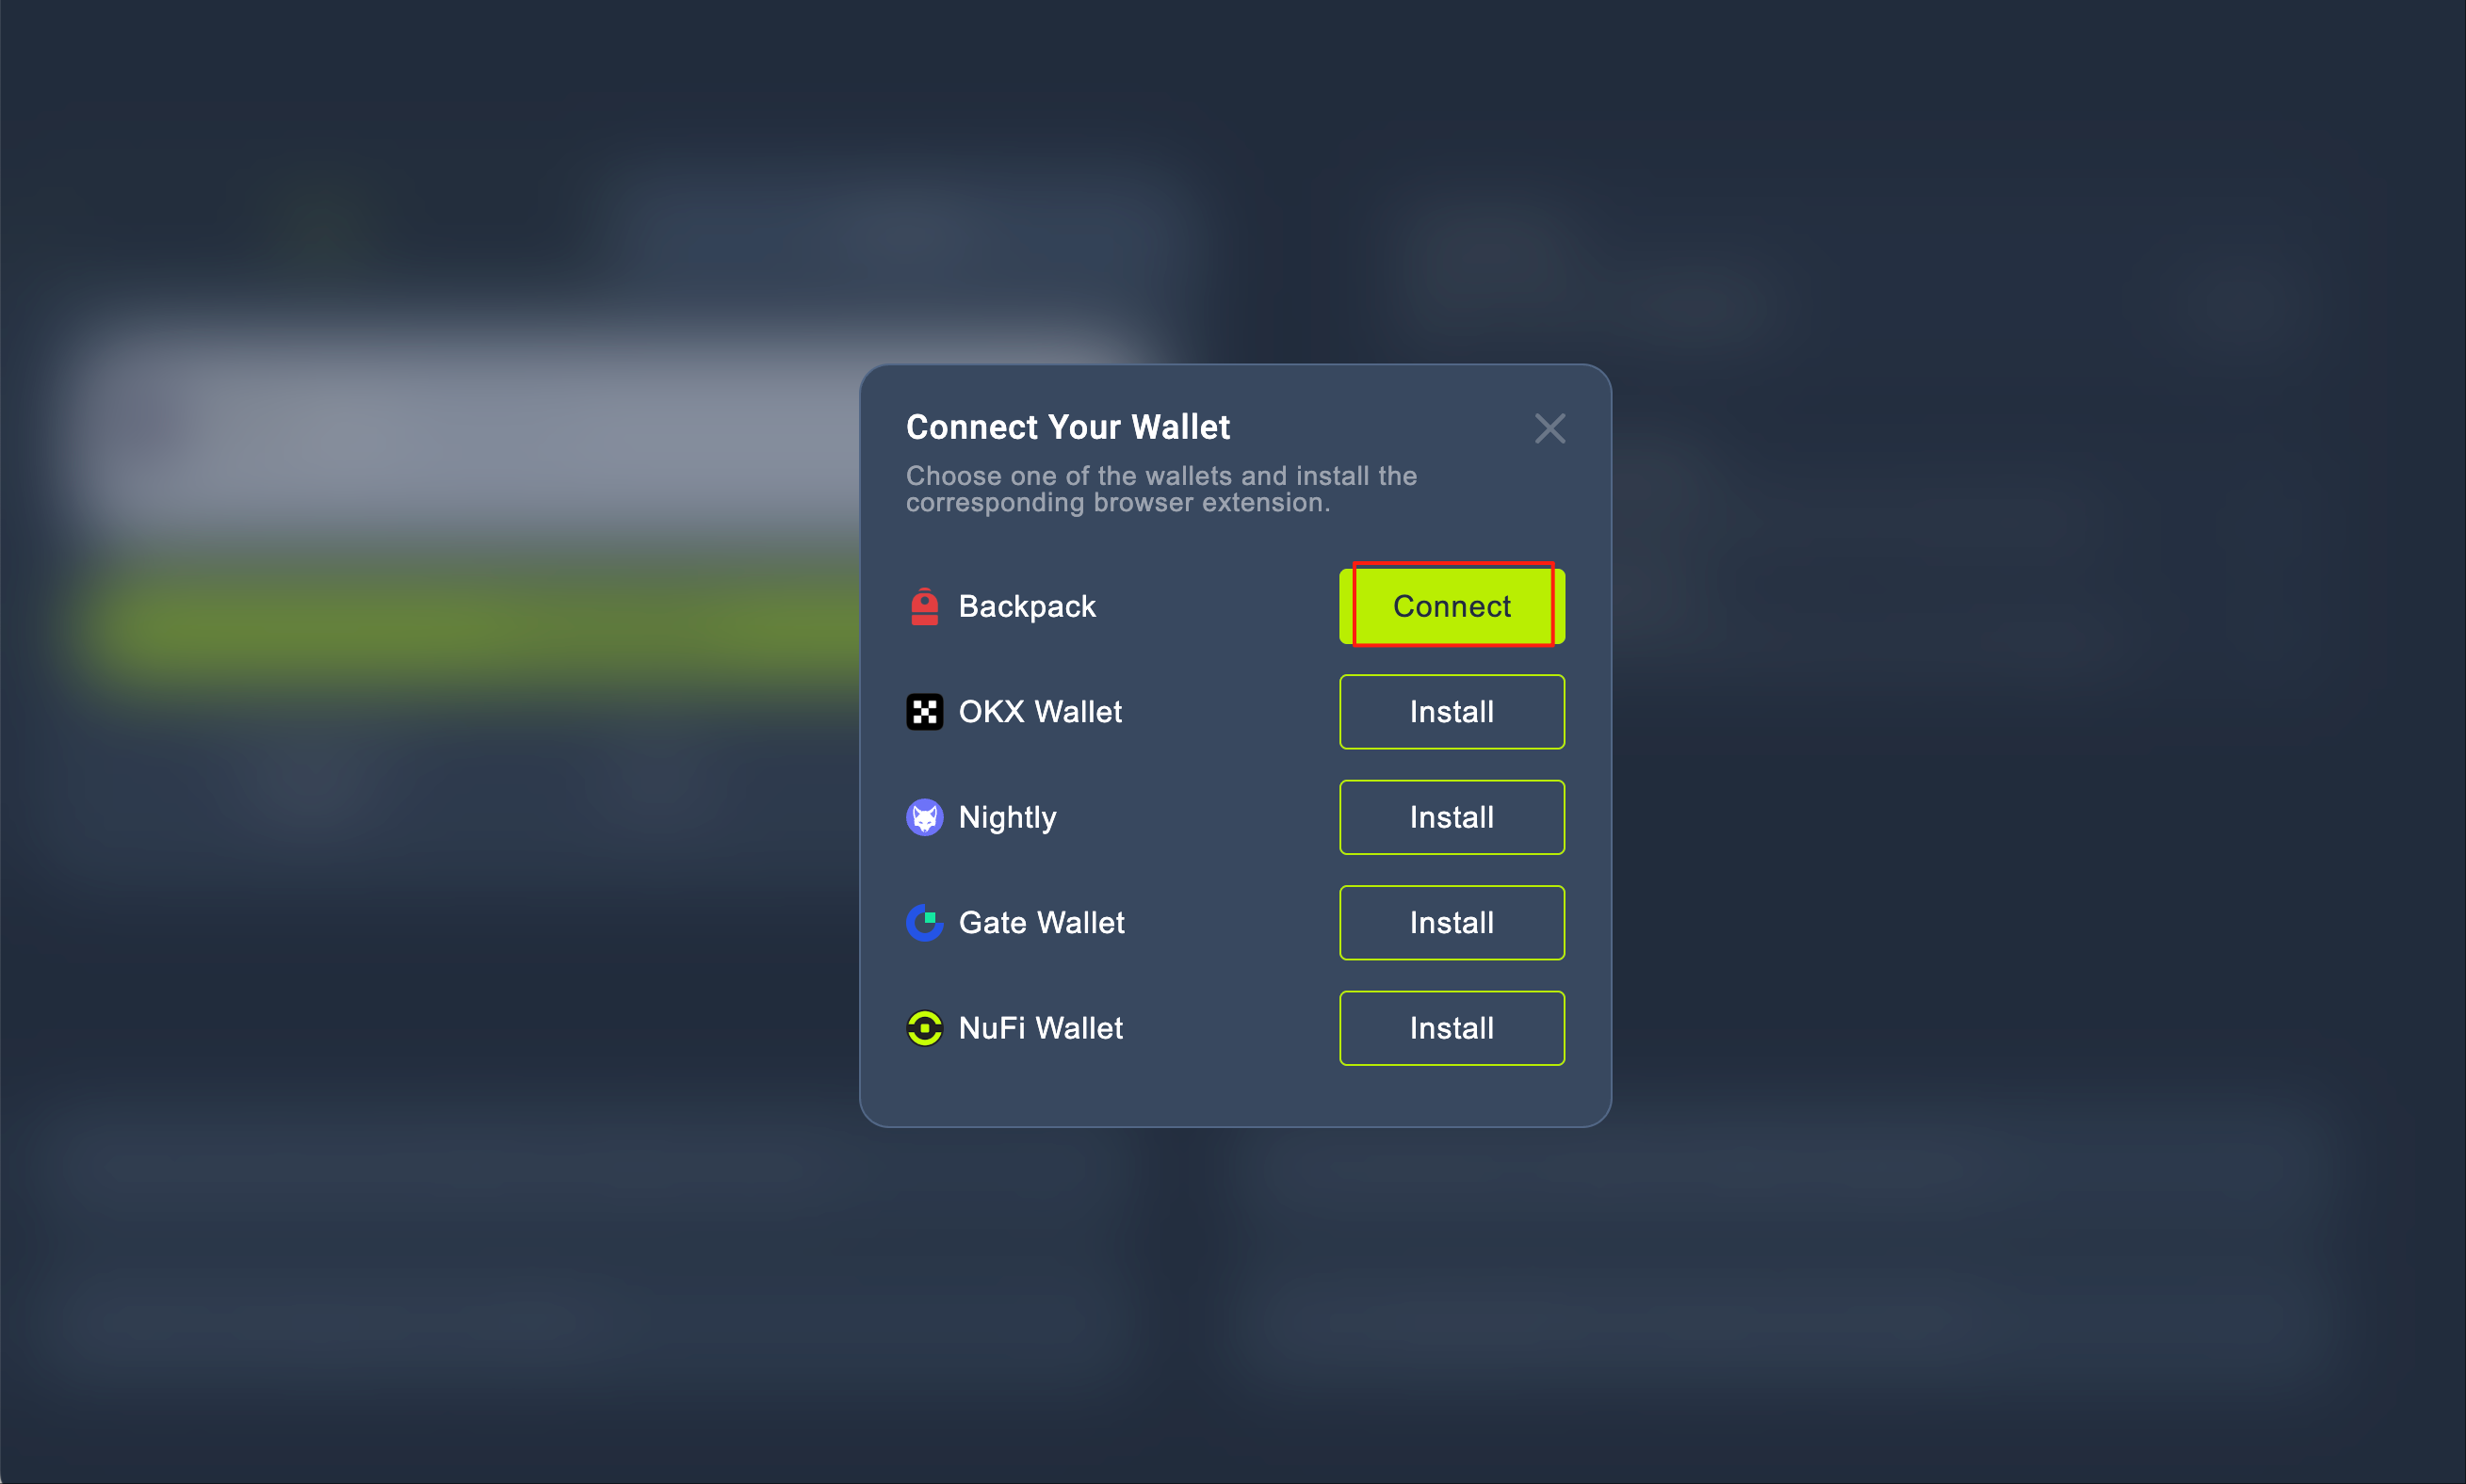 Connect Your Wallet
Choose one of the wallets and install the
corresponding browser extension.
Backpack
Connect
OKX Wallet
Install
Nightly
Install
Gate Wallet
Install
NuFi Wallet
Install